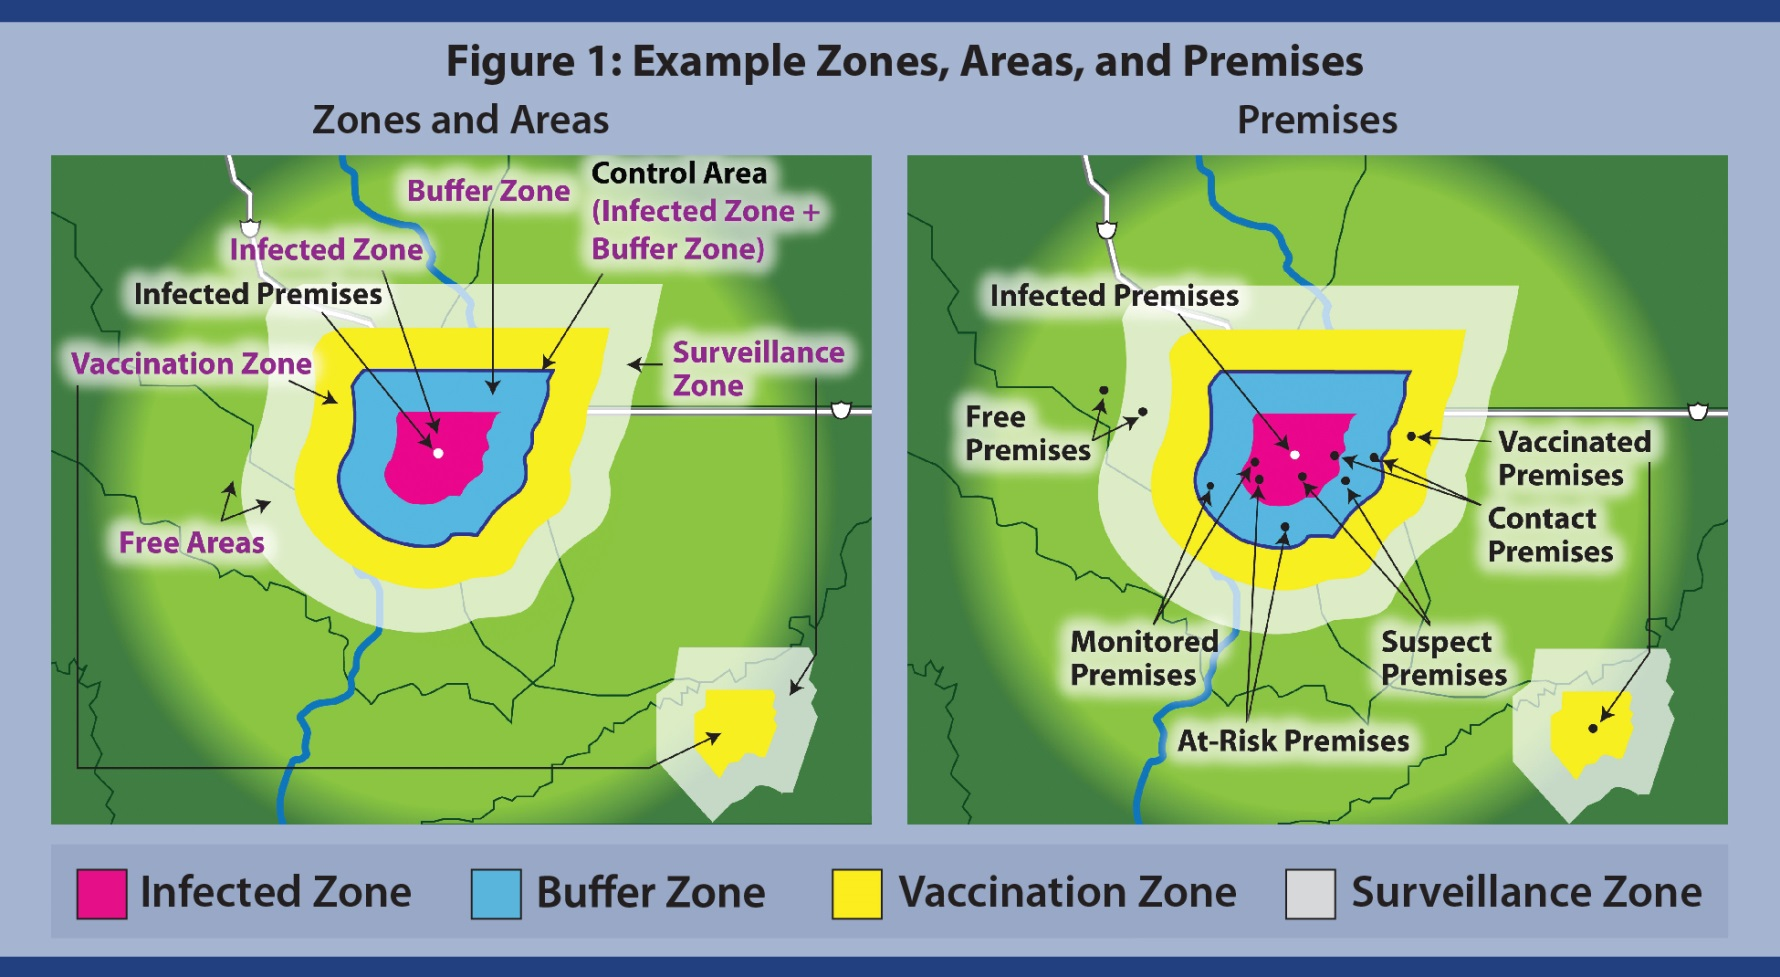 Figure 1: Example Zones, Areas, and Premises
Zones and Areas
Buffer Zone
Control Area
(Infected Zone +
Buffer Zone)
Infected Zone
Infected Premises
Vaccination Zone
Surveillance
Zone
Free Areas
Premises
Infected Premises
Free
Premises
Vaccinated
Premises
Contact
Premises
Monitored
Premises
Suspect
Premises
At-Risk Premises
Infected Zone
Buffer Zone
Vaccination Zone
Surveillance Zone